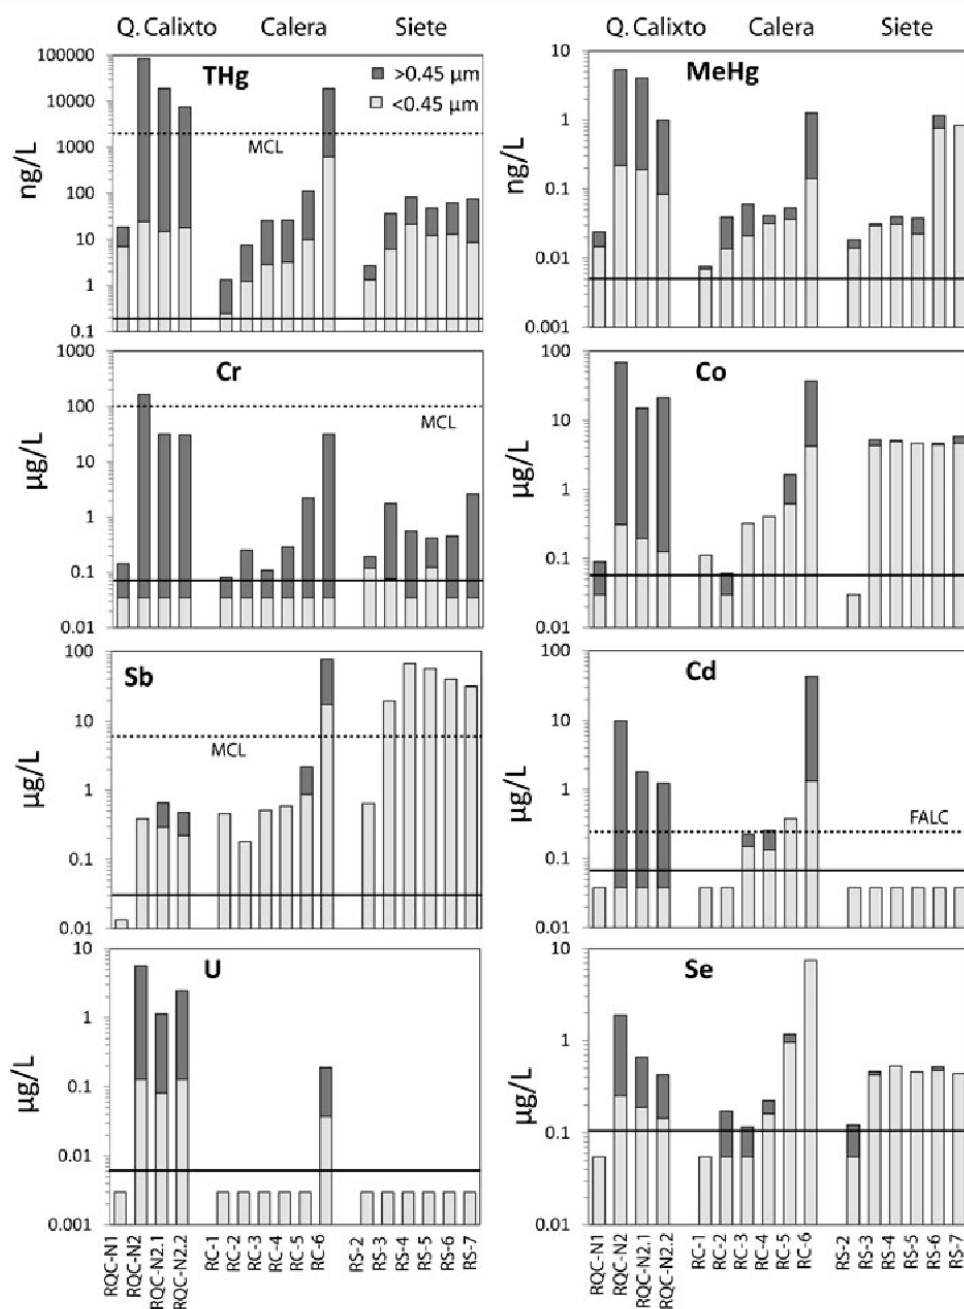 Q. Calixto Calera Siete Q. Calixto Calera Siete
THg
>0.45 µm
<0.45 µm
MCL
ng/L
100000
10000
1000
100
10
1
0.1
MeHg
ng/L
10
1
0.1
0.01
0.001
Cr
MCL
µg/L
1000
100
10
1
0.1
0.01
Co
µg/L
100
10
1
0.1
0.01
Sb
MCL
µg/L
100
10
1
0.1
0.01
Cd
FALC
µg/L
100
10
1
0.1
0.01
U
µg/L
10
1
0.1
0.01
0.001
Se
µg/L
10
1
0.1
0.01
RQC-N1
RQC-N2
RQC-N2.1
RQC-N2.2
RC-1
RC-2
RC-3
RC-4
RC-5
RC-6
RS-2
RS-3
RS-4
RS-5
RS-6
RS-7
RQC-N1
RQC-N2
RQC-N2.1
RQC-N2.2
RC-1
RC-2
RC-3
RC-4
RC-5
RC-6
RS-2
RS-3
RS-4
RS-5
RS-6
RS-7